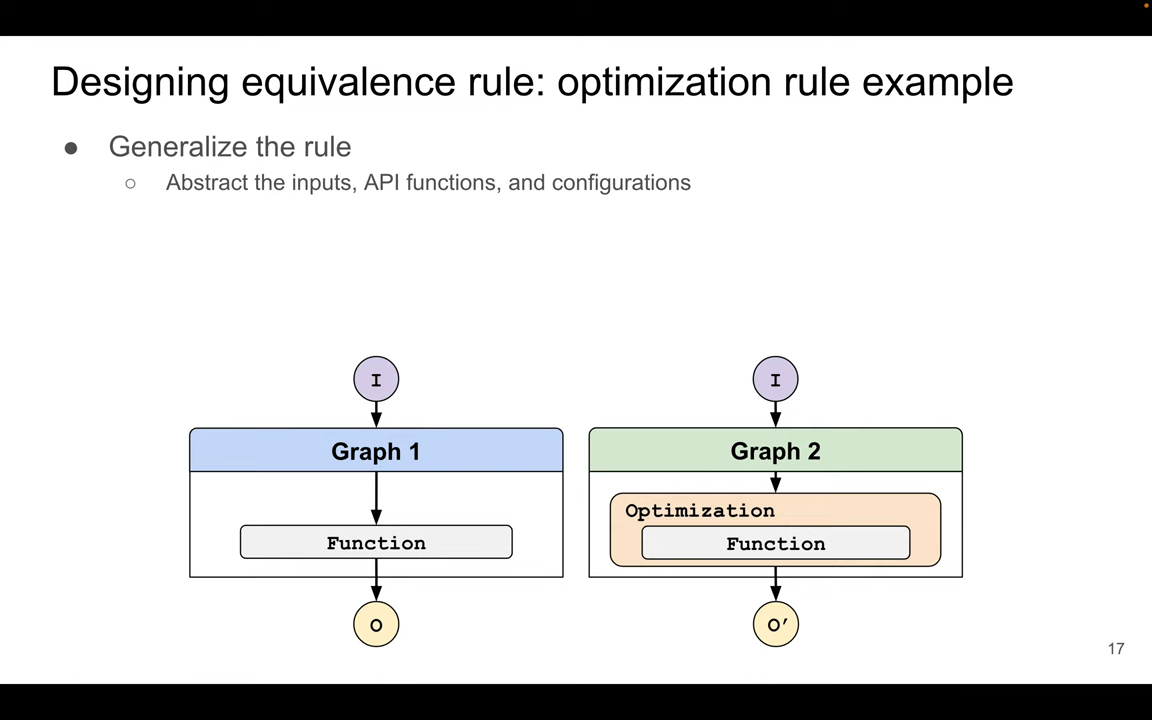 Designing equivalence rule: optimization rule example
● Generalize the rule
○ Abstract the inputs, API functions, and configurations
I
I
Graph 1
Graph 2
Optimization
Function
Function
O
O′
17